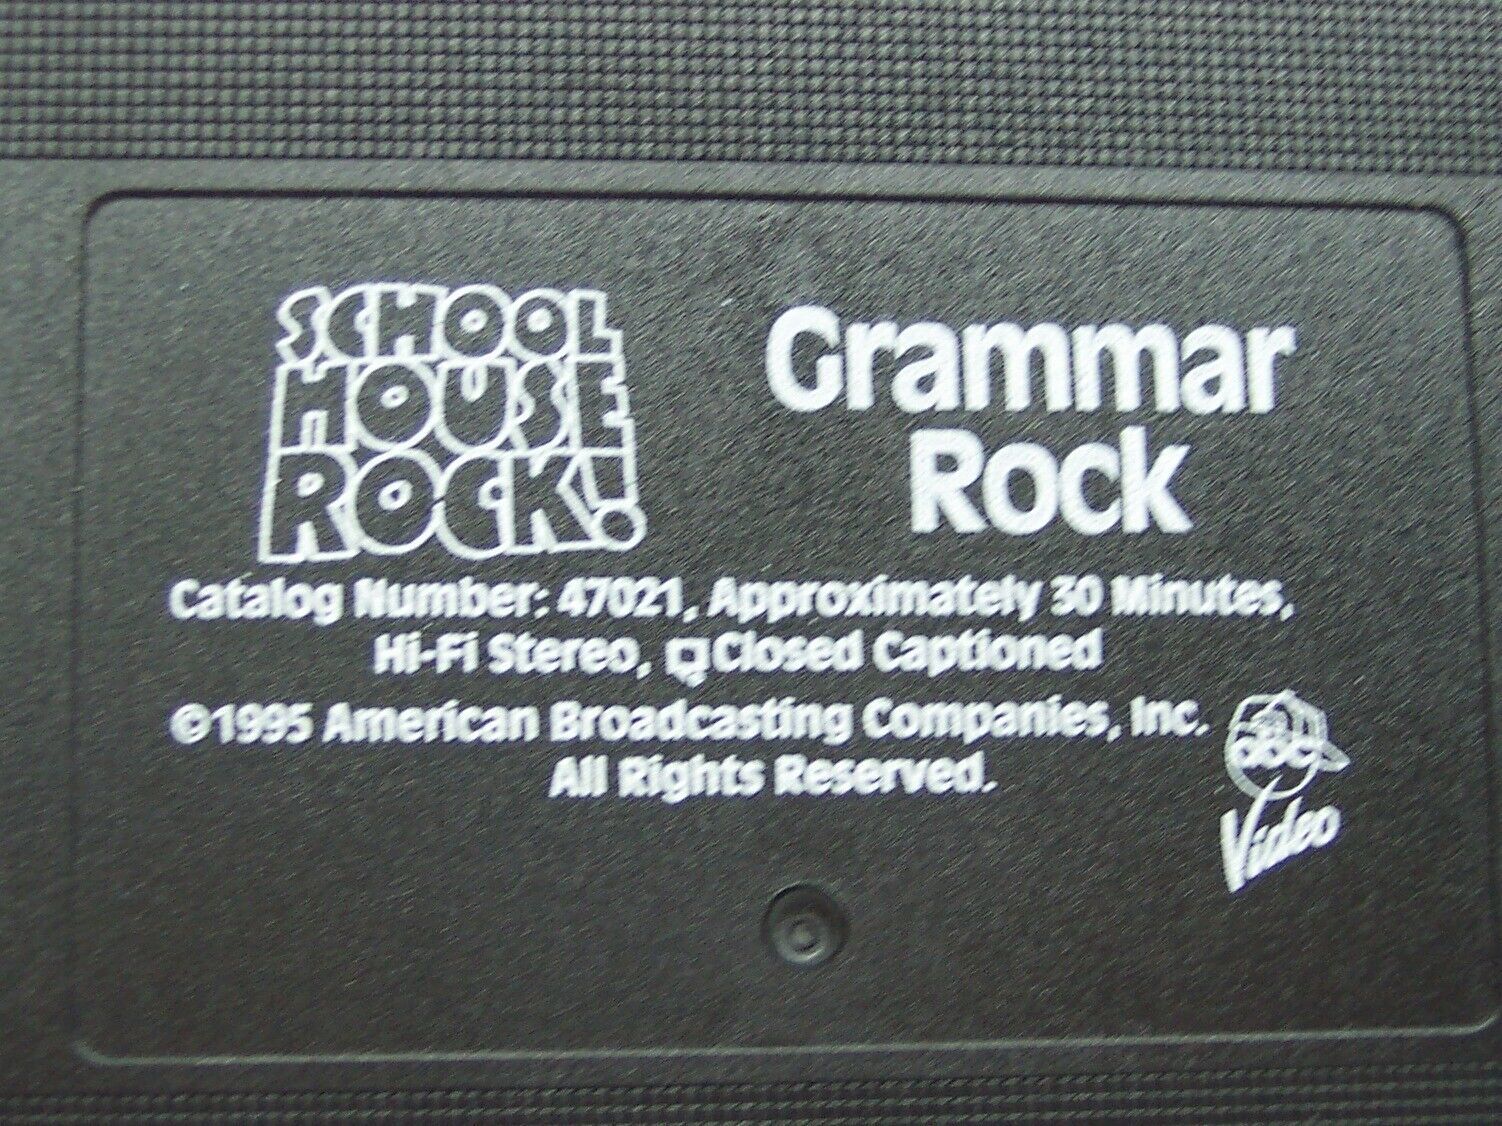 SCHOOL
HOUSE
ROCK!
Grammar
Rock
Catalog Number: 47021, Approximately 30 Minutes,
Hi-Fi Stereo, Closed Captioned
©1995 American Broadcasting Companies, Inc.
All Rights Reserved.
abc
Video